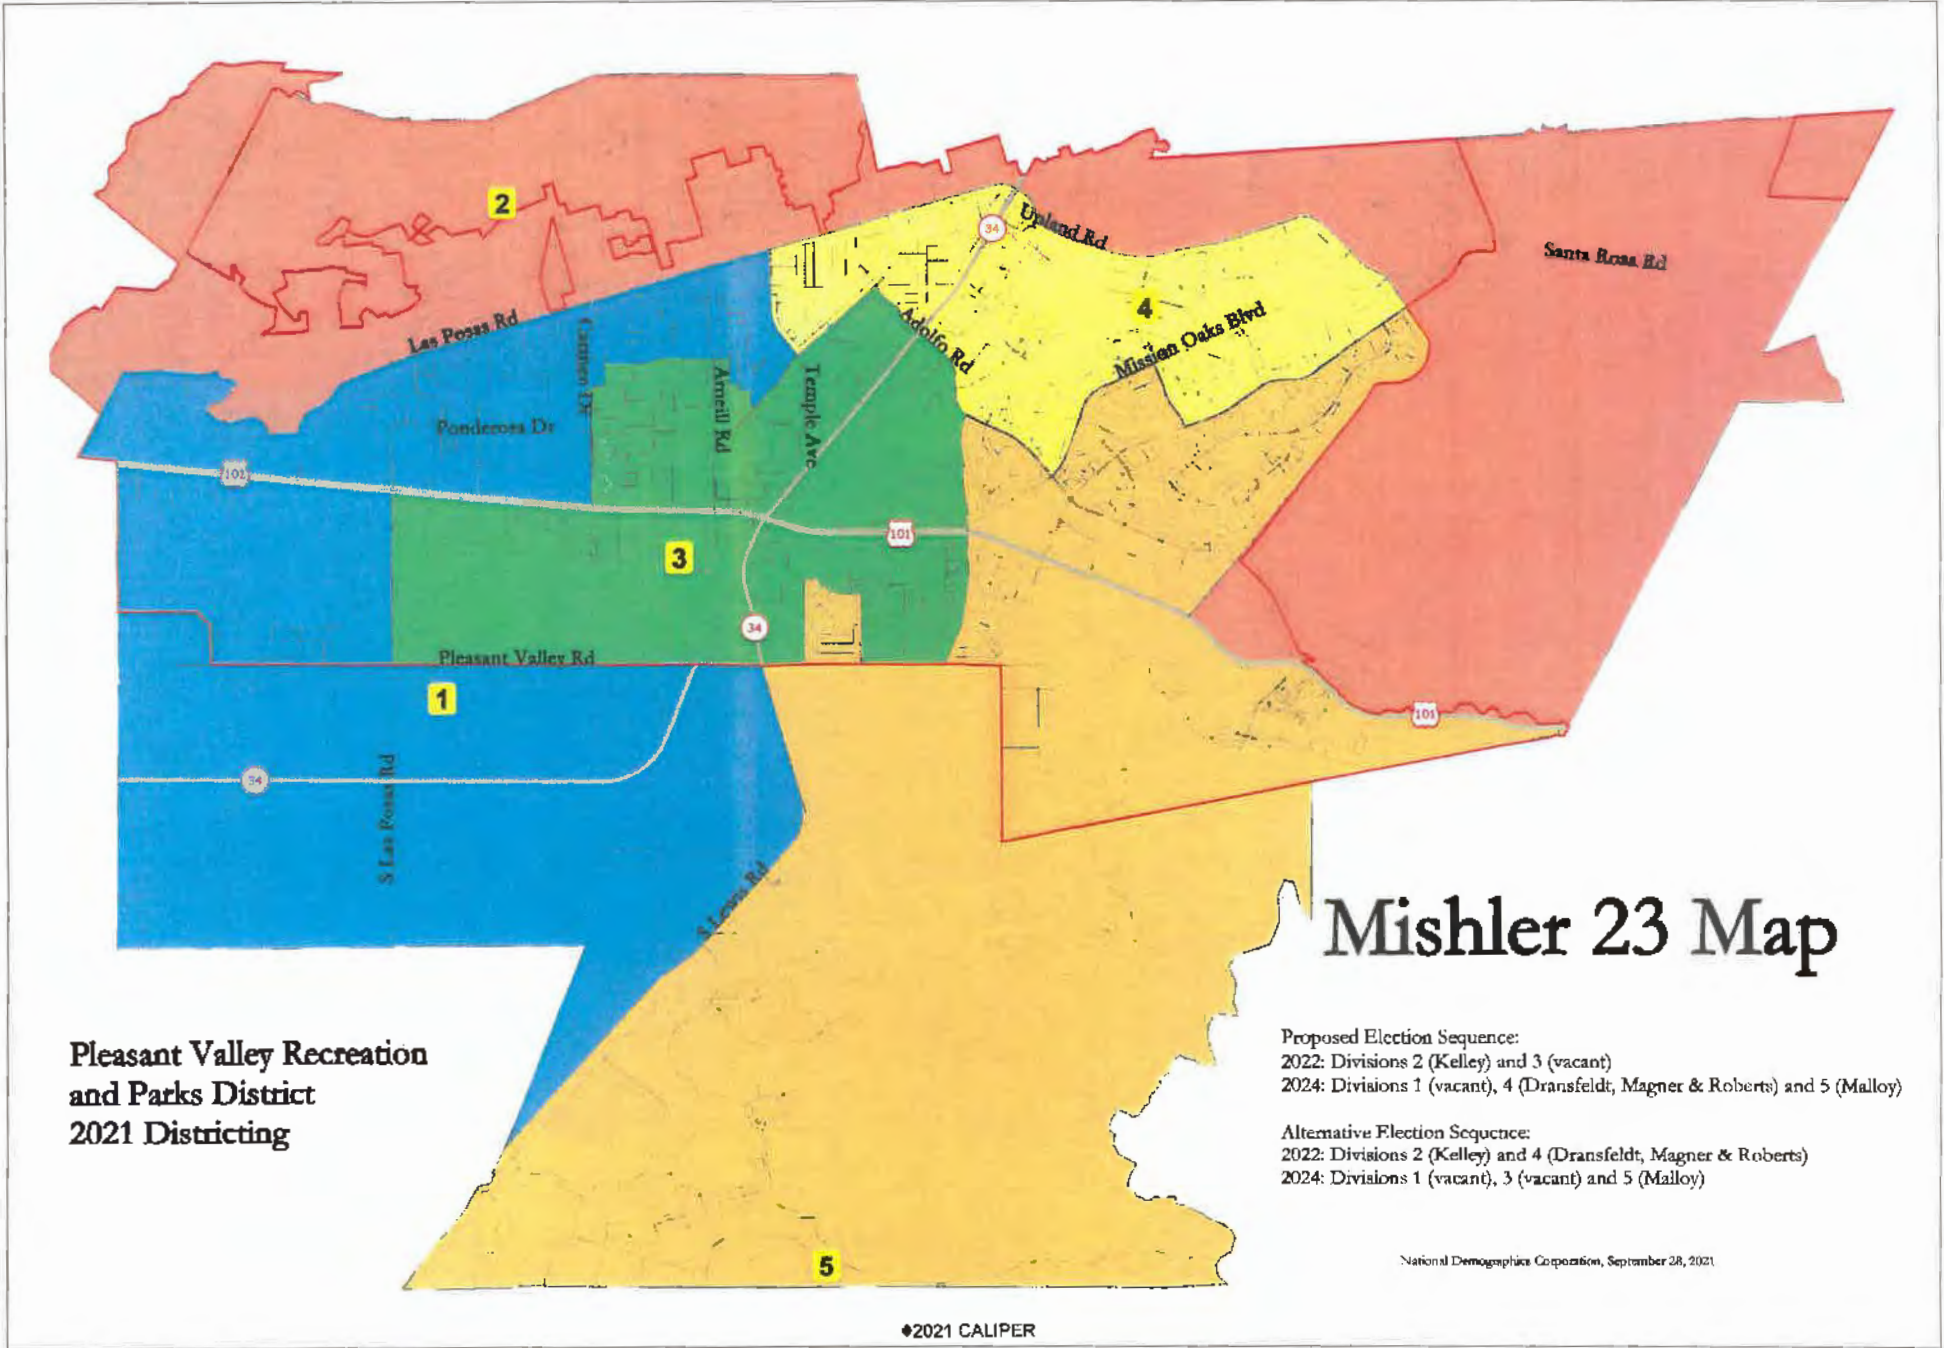 2
34
Upland Rd
Santa Rosa Rd
4
Las Posas Rd
Carmen Dr
Adolfo Rd
Mission Oaks Blvd
Arneill Rd
Temple Ave
Ponderosa Dr
101
101
3
34
Pleasant Valley Rd
1
101
34
S Las Posas Rd
S Lewis Rd
Mishler 23 Map
Pleasant Valley Recreation
and Parks District
2021 Districting
Proposed Election Sequence:
2022: Divisions 2 (Kelley) and 3 (vacant)
2024: Divisions 1 (vacant), 4 (Dransfeldt, Magner & Roberts) and 5 (Malloy)
Alternative Election Sequence:
2022: Divisions 2 (Kelley) and 4 (Dransfeldt, Magner & Roberts)
2024: Divisions 1 (vacant), 3 (vacant) and 5 (Malloy)
5
National Demographics Corporation, September 28, 2021
©2021 CALIPER